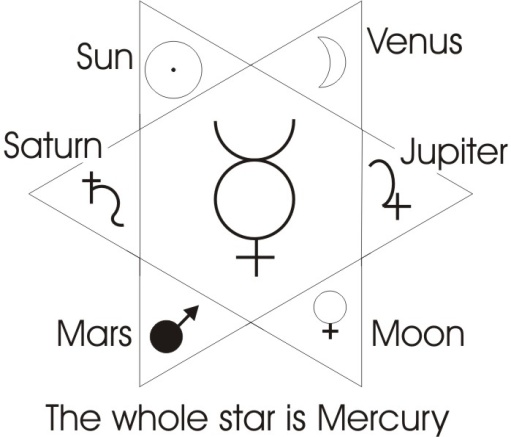 Sun
Venus
Saturn
Jupiter
Mars
Moon
The whole star is Mercury